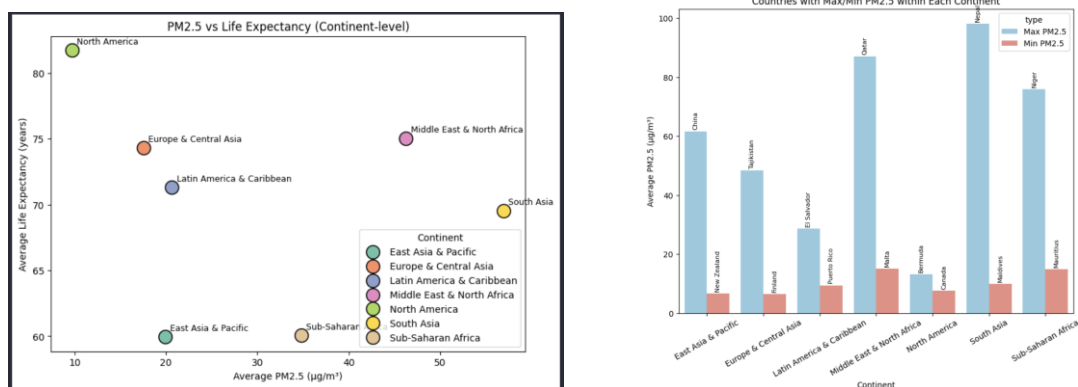 PM2.5 vs Life Expectancy (Continent-level)
North America
Europe & Central Asia
Middle East & North Africa
Latin America & Caribbean
South Asia
East Asia & Pacific
Sub-Saharan Africa
Average Life Expectancy (years)
80
75
70
65
60
Continent
East Asia & Pacific
Europe & Central Asia
Latin America & Caribbean
Middle East & North Africa
North America
South Asia
Sub-Saharan Africa
10
20
30
40
50
Average PM2.5 (µg/m³)
Countries with Max/Min PM2.5 within Each Continent
type
Max PM2.5
Min PM2.5
Average PM2.5 (µg/m³)
100
80
60
40
20
0
China
New Zealand
Tajikistan
Finland
El Salvador
Puerto Rico
Qatar
Malta
Bermuda
Canada
Nepal
Maldives
Niger
Mauritius
East Asia & Pacific
Europe & Central Asia
Latin America & Caribbean
Middle East & North Africa
North America
South Asia
Sub-Saharan Africa
Continent